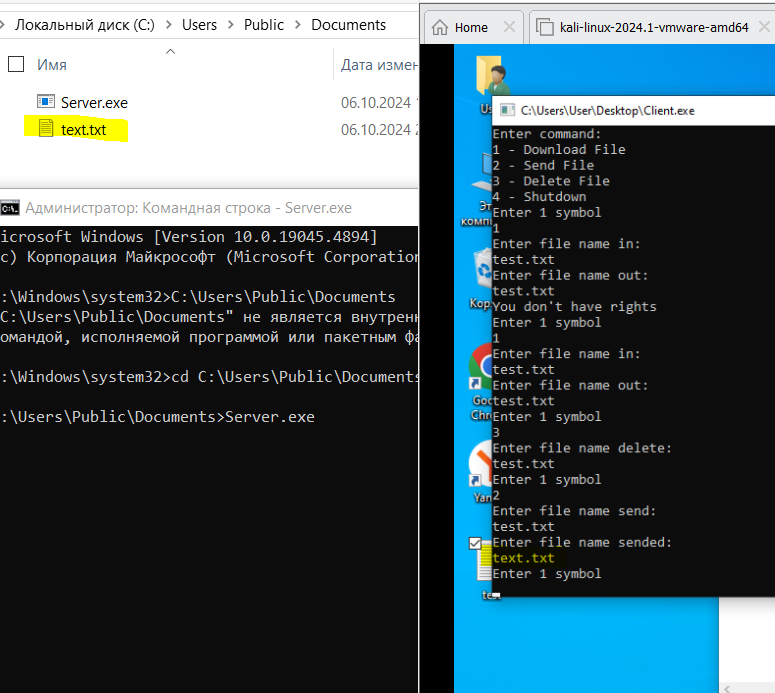 Локальный диск (C:) > Users > Public > Documents
Имя
Дата измен
Server.exe
06.10.2024 1
text.txt
06.10.2024 2
Администратор: Командная строка - Server.exe
icrosoft Windows [Version 10.0.19045.4894]
c) Корпорация Майкрософт (Microsoft Corporation
:\Windows\system32>C:\Users\Public\Documents
C:\Users\Public\Documents" не является внутренн
омандой, исполняемой программой или пакетным фа
:\Windows\system32>cd C:\Users\Public\Documents
:\Users\Public\Documents>Server.exe
Home
kali-linux-2024.1-vmware-amd64
Us
Эт
компь
Кор
Goo
Chr
Yan
tex
C:\Users\User\Desktop\Client.exe
Enter command:
1 - Download File
2 - Send File
3 - Delete File
4 - Shutdown
Enter 1 symbol
1
Enter file name in:
test.txt
Enter file name out:
test.txt
You don't have rights
Enter 1 symbol
1
Enter file name in:
test.txt
Enter file name out:
test.txt
Enter 1 symbol
3
Enter file name delete:
test.txt
Enter 1 symbol
2
Enter file name send:
test.txt
Enter file name sended:
text.txt
Enter 1 symbol